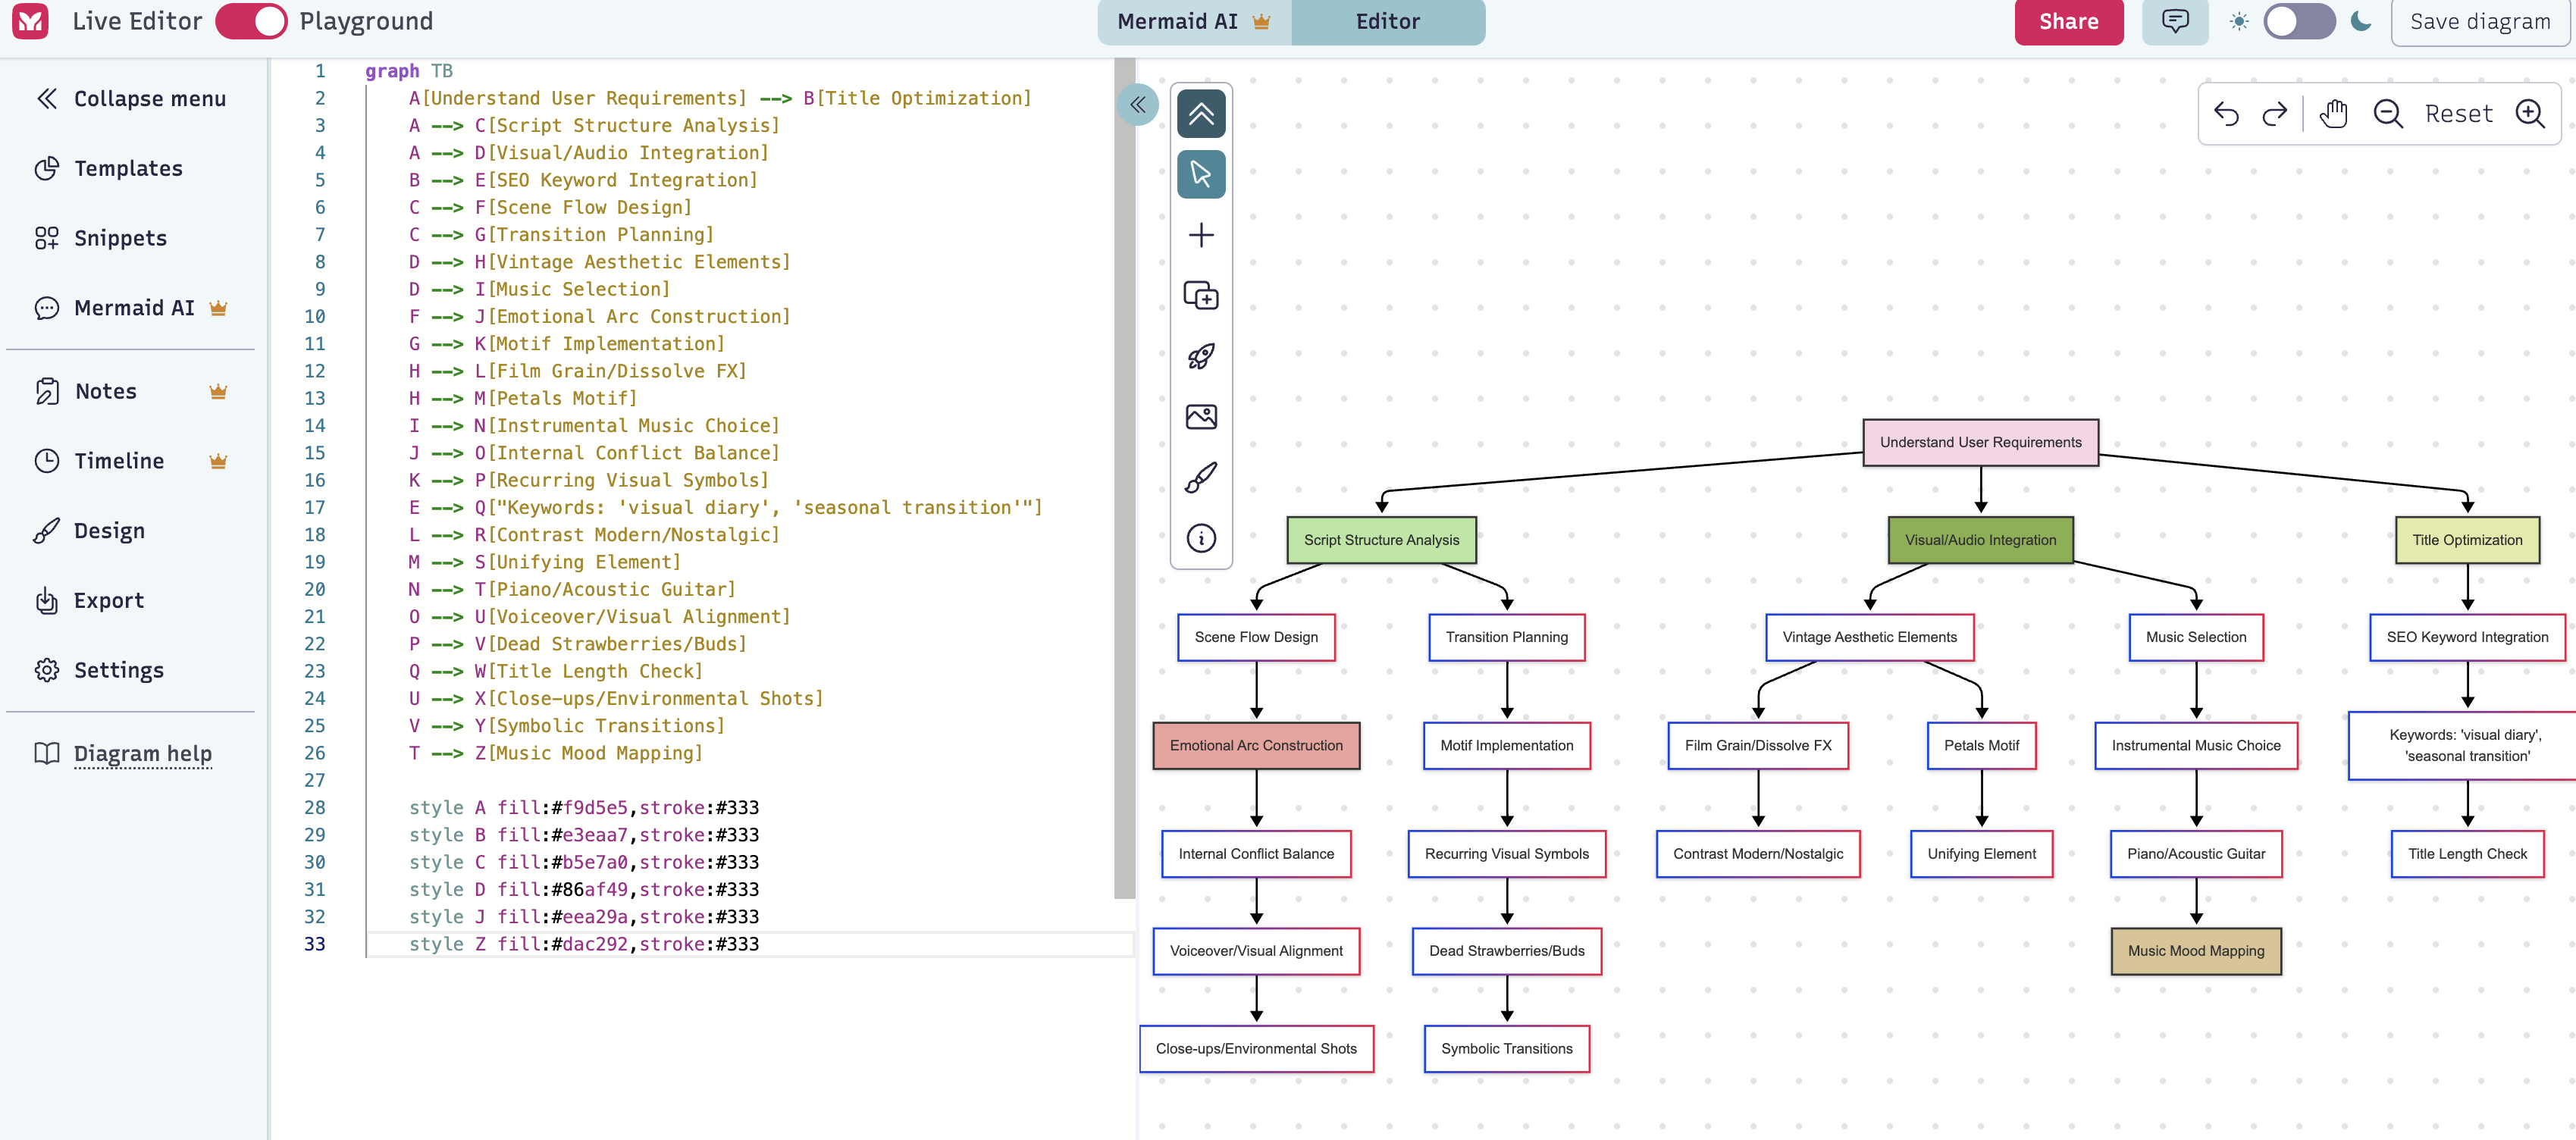 Live Editor Playground
Mermaid AI Editor
Share
Save diagram
Collapse menu
Templates
Snippets
Mermaid AI
Notes
Timeline
Design
Export
Settings
Diagram help
1 graph TB
2 A[Understand User Requirements] --> B[Title Optimization]
3 A --> C[Script Structure Analysis]
4 A --> D[Visual/Audio Integration]
5 B --> E[SEO Keyword Integration]
6 C --> F[Scene Flow Design]
7 C --> G[Transition Planning]
8 D --> H[Vintage Aesthetic Elements]
9 D --> I[Music Selection]
10 F --> J[Emotional Arc Construction]
11 G --> K[Motif Implementation]
12 H --> L[Film Grain/Dissolve FX]
13 H --> M[Petals Motif]
14 I --> N[Instrumental Music Choice]
15 J --> O[Internal Conflict Balance]
16 K --> P[Recurring Visual Symbols]
17 E --> Q["Keywords: 'visual diary', 'seasonal transition'"]
18 L --> R[Contrast Modern/Nostalgic]
19 M --> S[Unifying Element]
20 N --> T[Piano/Acoustic Guitar]
21 O --> U[Voiceover/Visual Alignment]
22 P --> V[Dead Strawberries/Buds]
23 Q --> W[Title Length Check]
24 U --> X[Close-ups/Environmental Shots]
25 V --> Y[Symbolic Transitions]
26 T --> Z[Music Mood Mapping]
27
28 style A fill:#f9d5e5,stroke:#333
29 style B fill:#e3eaa7,stroke:#333
30 style C fill:#b5e7a0,stroke:#333
31 style D fill:#86af49,stroke:#333
32 style J fill:#eea29a,stroke:#333
33 style Z fill:#dac292,stroke:#333
Reset
Understand User Requirements
Script Structure Analysis
Visual/Audio Integration
Title Optimization
Scene Flow Design
Transition Planning
Vintage Aesthetic Elements
Music Selection
SEO Keyword Integration
Emotional Arc Construction
Motif Implementation
Film Grain/Dissolve FX
Petals Motif
Instrumental Music Choice
Keywords: 'visual diary',
'seasonal transition'
Internal Conflict Balance
Recurring Visual Symbols
Contrast Modern/Nostalgic
Unifying Element
Piano/Acoustic Guitar
Title Length Check
Voiceover/Visual Alignment
Dead Strawberries/Buds
Music Mood Mapping
Close-ups/Environmental Shots
Symbolic Transitions